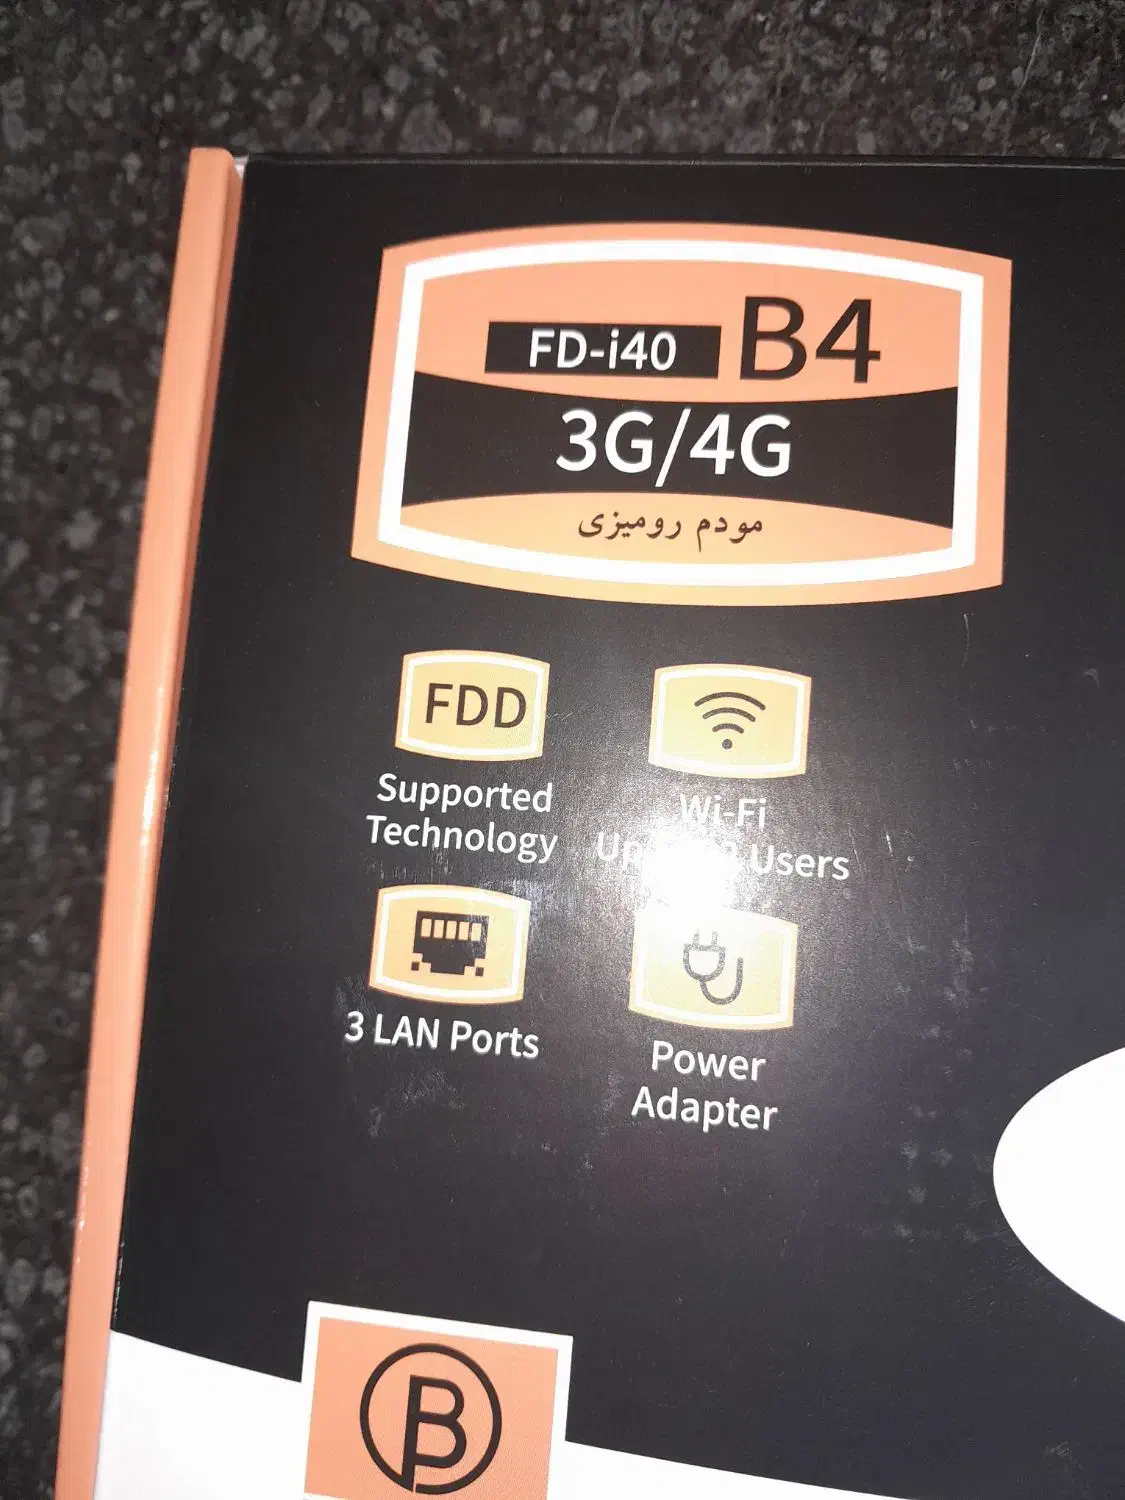 FD-i40 B4
3G/4G
مودم رومیزی
FDD
Supported
Technology
Wi-Fi
Users
3 LAN Ports
Power
Adapter
B